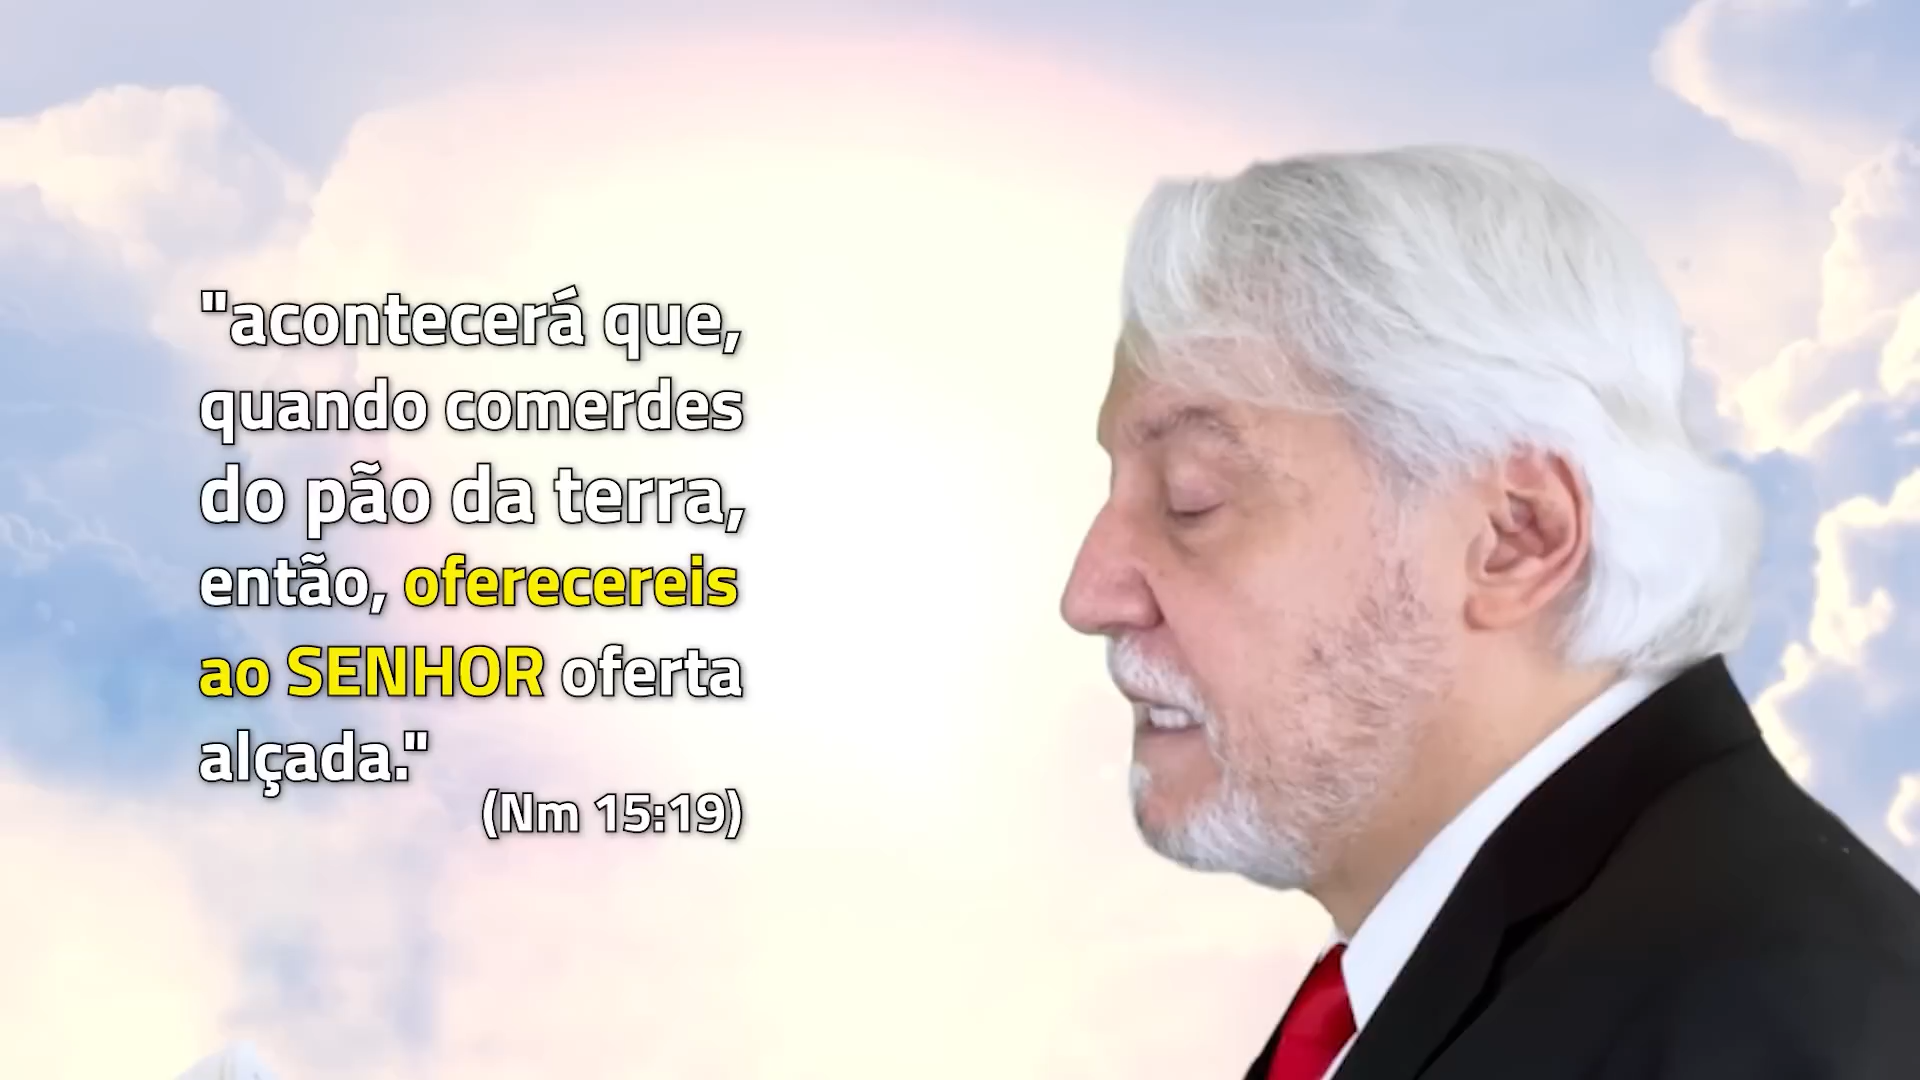 "acontecerá que,
quando comerdes
do pão da terra,
então, oferecereis
ao SENHOR oferta
alçada."
(Nm 15:19)